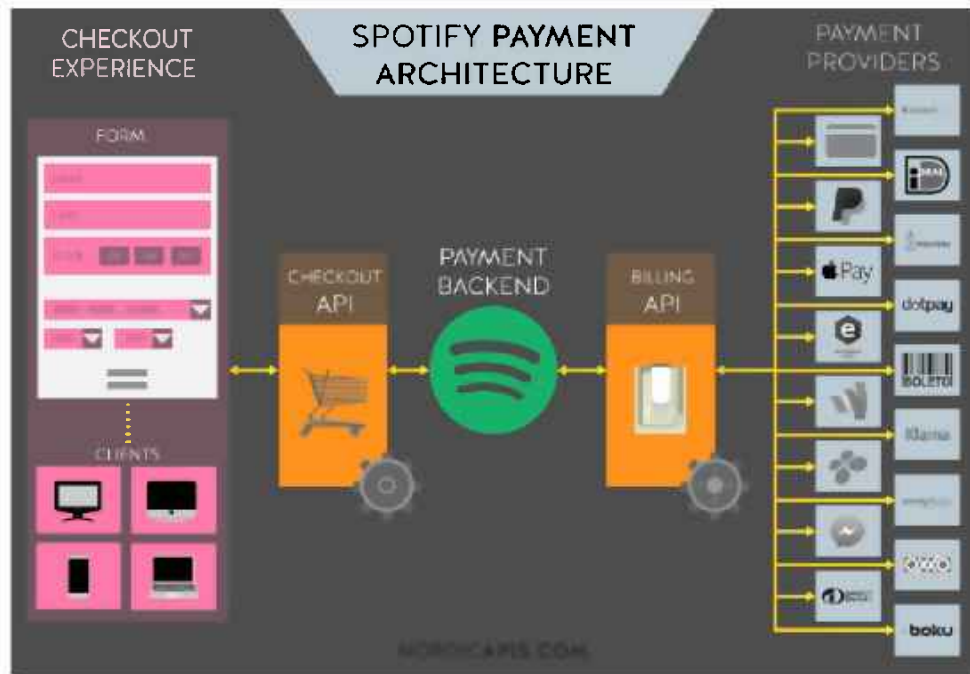 CHECKOUT
EXPERIENCE
SPOTIFY PAYMENT
ARCHITECTURE
PAYMENT
PROVIDERS
FORM
CLIENTS
CHECKOUT
API
PAYMENT
BACKEND
BILLING
API
iDEAL
Pay
dotpay
BOLETO
Klarna
boku
NORDICAPIS.COM